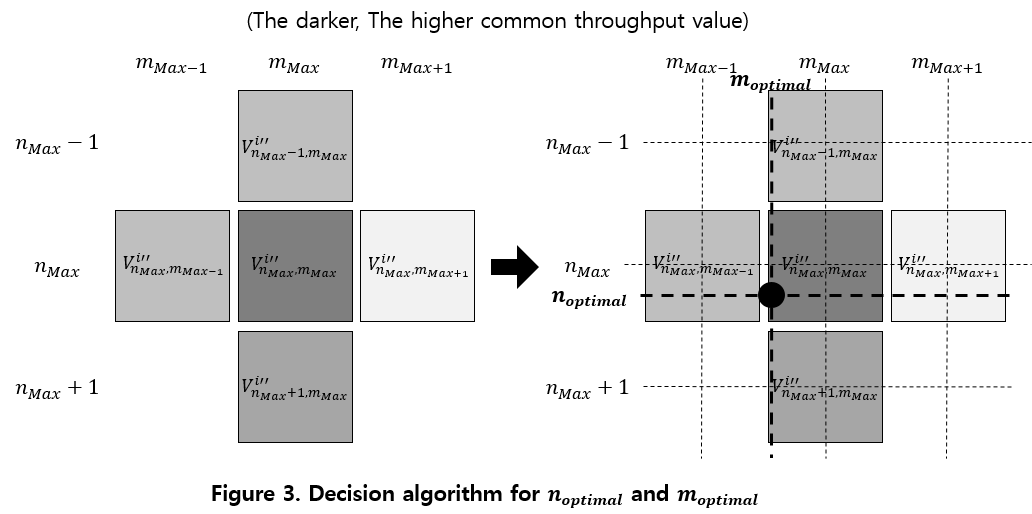 (The darker, The higher common throughput value)
m_{Max-1} m_{Max} m_{Max+1} m_{Max-1} m_{Max} m_{Max+1}
m_{optimal}
n_{Max} − 1 V^{i′′}_{n_{Max}-1,m_{Max}} n_{Max} − 1 V^{i′′}_{n_{Max}-1,m_{Max}}
n_{Max} V^{i′′}_{n_{Max},m_{Max-1}} V^{i′′}_{n_{Max},m_{Max}} V^{i′′}_{n_{Max},m_{Max+1}} n_{Max} V^{i′′}_{n_{Max},m_{Max-1}} V^{i′′}_{n_{Max},m_{Max}} V^{i′′}_{n_{Max},m_{Max+1}}
n_{optimal}
n_{Max} + 1 V^{i′′}_{n_{Max}+1,m_{Max}} n_{Max} + 1 V^{i′′}_{n_{Max}+1,m_{Max}}
Figure 3. Decision algorithm for n_{optimal} and m_{optimal}